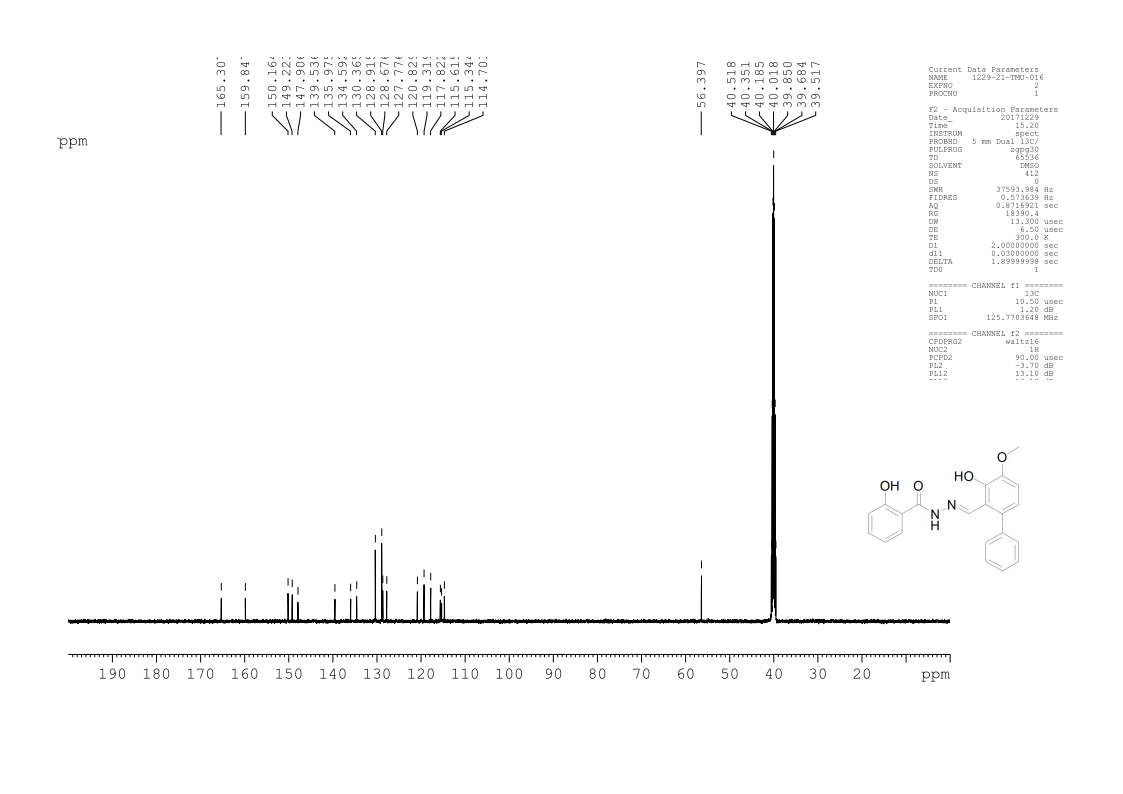 165.30
159.84
150.16
149.22
147.90
139.53
135.97
134.59
130.36
128.91
128.67
127.77
120.82
119.31
117.82
115.61
115.34
114.70
56.397
40.518
40.351
40.185
40.018
39.850
39.684
39.517
ppm
Current Data Parameters
NAME 1229-21-TMU-016
EXPNO 2
PROCNO 1
F2 - Acquisition Parameters
Date_ 20171229
Time 15.20
INSTRUM spect
PROBHD 5 mm Dual 13C/
PULPROG zgpg30
TD 65536
SOLVENT DMSO
NS 412
DS 0
SWH 37593.984 Hz
FIDRES 0.573639 Hz
AQ 0.8716921 sec
RG 18390.4
DW 13.300 usec
DE 6.50 usec
TE 300.0 K
D1 2.00000000 sec
d11 0.03000000 sec
DELTA 1.89999998 sec
TD0 1
======== CHANNEL f1 ========
NUC1 13C
P1 10.50 usec
PL1 1.20 dB
SFO1 125.7703648 MHz
======== CHANNEL f2 ========
CPDPRG2 waltz16
NUC2 1H
PCPD2 90.00 usec
PL2 -3.70 dB
PL12 13.10 dB
O
HO
OH O
N
N
H
190 180 170 160 150 140 130 120 110 100 90 80 70 60 50 40 30 20 ppm